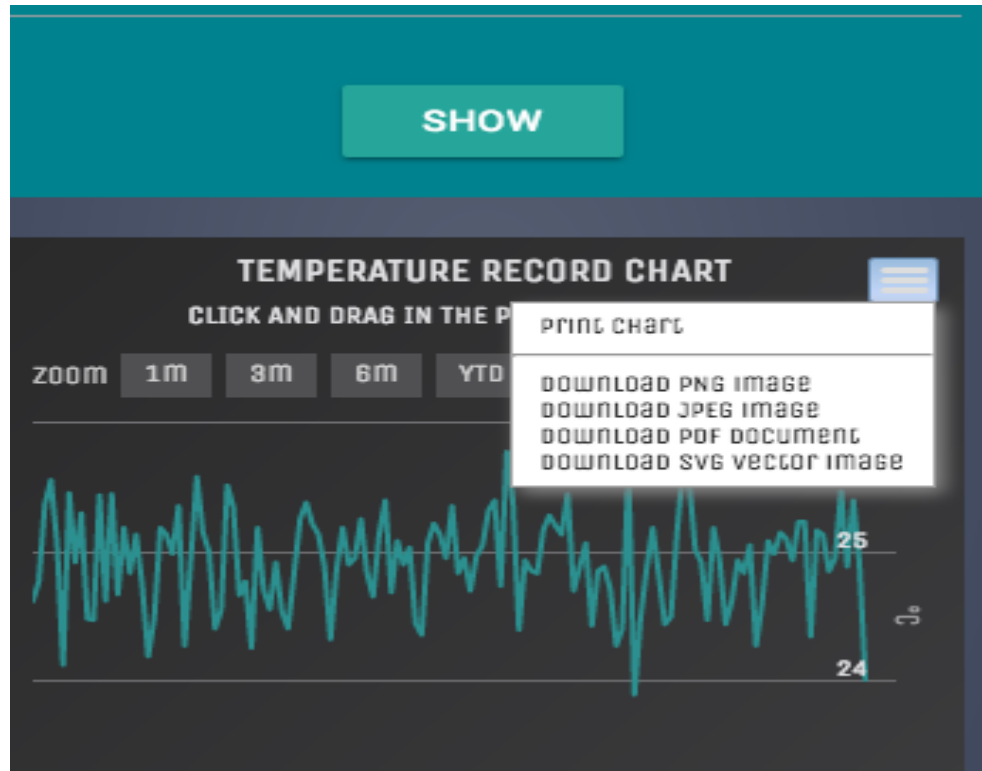 SHOW
TEMPERATURE RECORD CHART
CLICK AND DRAG IN THE
Print chart
zoom 1m 3m 6m YTD
Download PNG image
Download JPEG image
Download PDF document
Download SVG vector image
25
°C
24